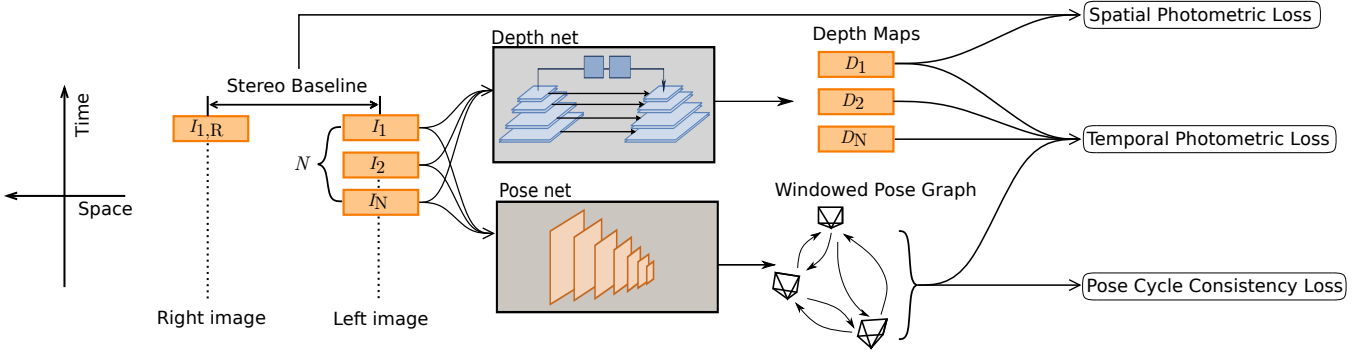 Depth net
Depth Maps
Spatial Photometric Loss
Time
Stereo Baseline
D1
I1,R
I1
D2
N
I2
DN
Temporal Photometric Loss
IN
Pose net
Windowed Pose Graph
Space
Pose Cycle Consistency Loss
Right image
Left image